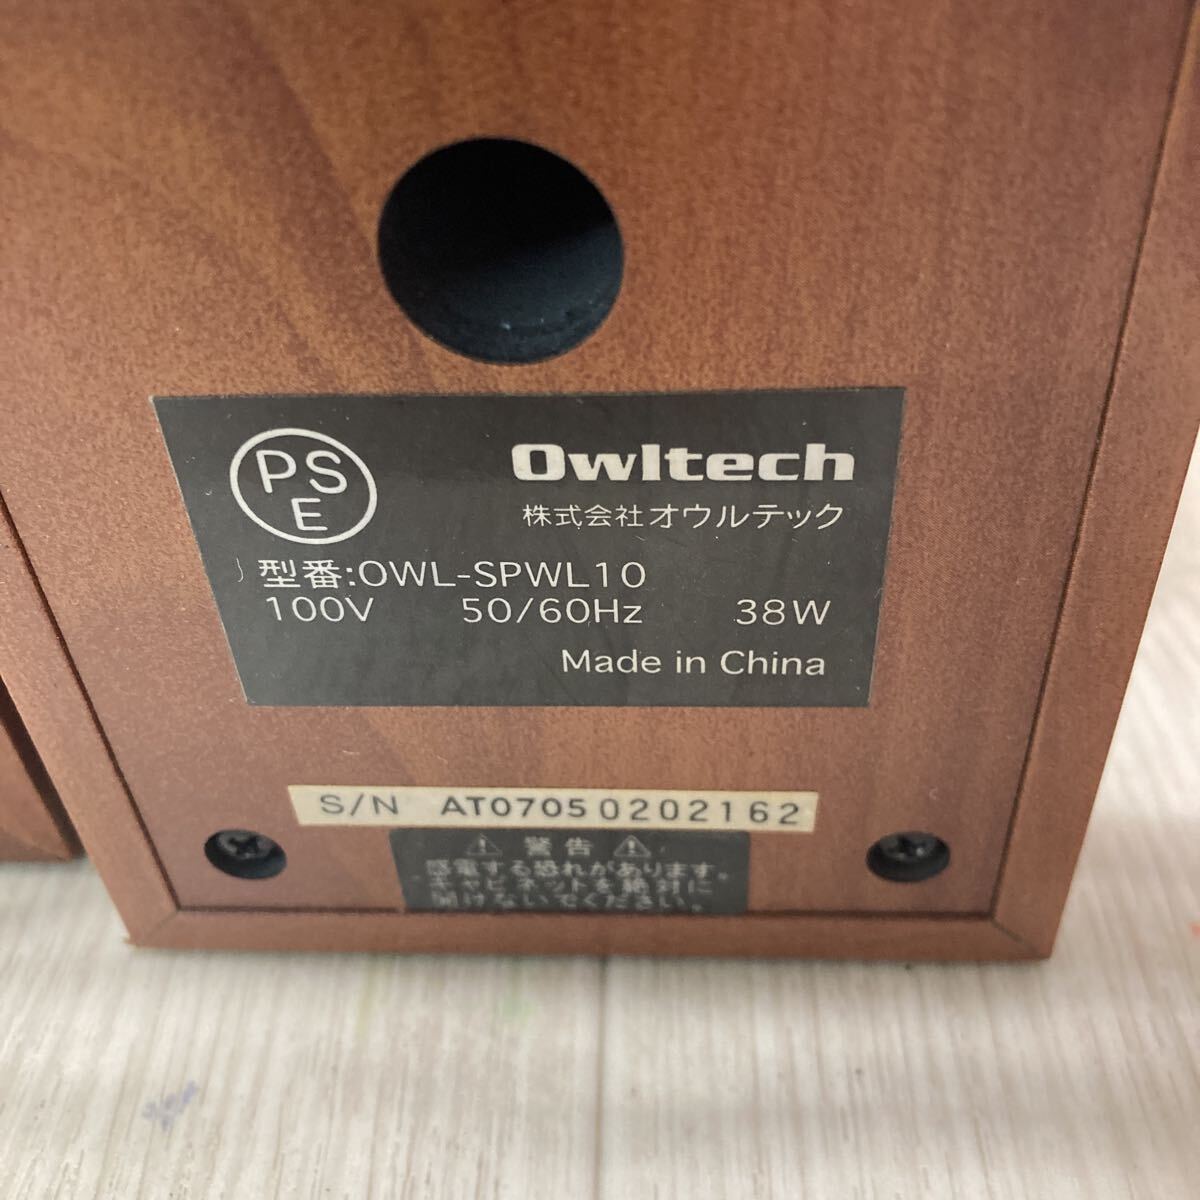 PS
E
Owltech
株式会社オウルテック
型番:OWL-SPWL10
100V 50/60Hz 38W
Made in China
S/N AT07050202162
⚠ 警告 ⚠
感電する恐れがあります。
キャビネットを絶対に
開けないでください。